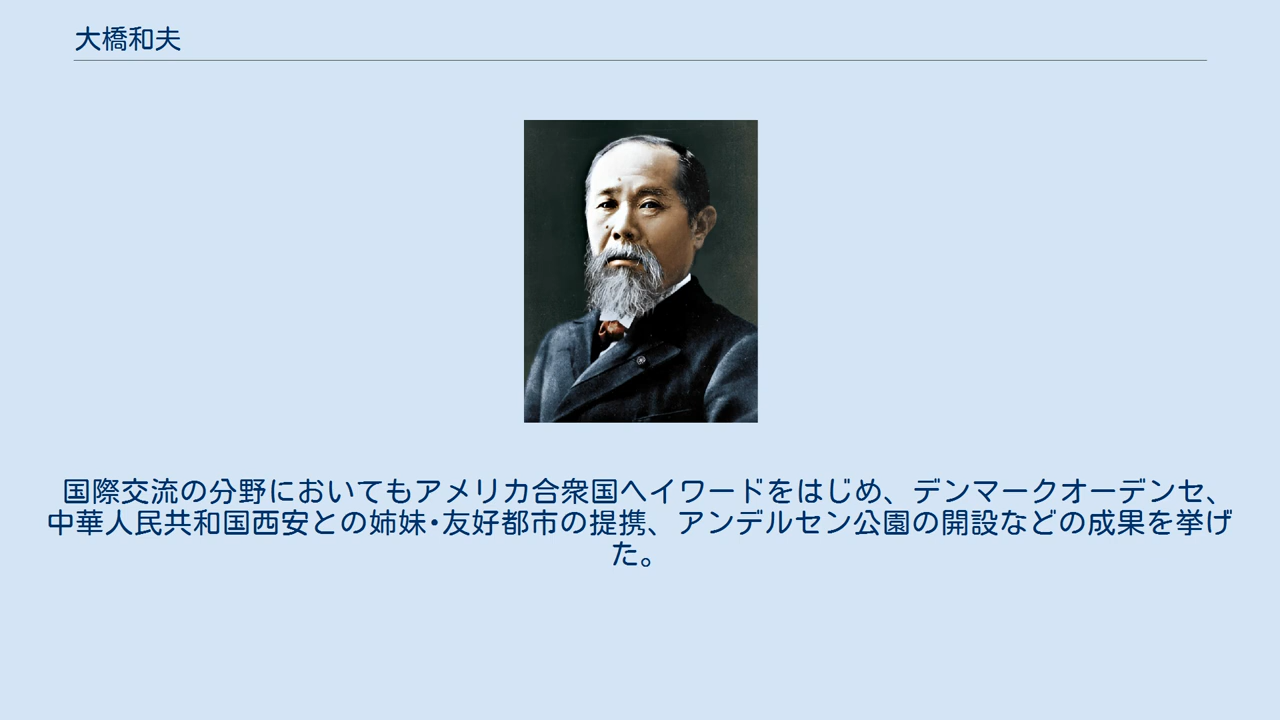 大橋和夫
国際交流の分野においてもアメリカ合衆国ヘイワードをはじめ、デンマークオーデンセ、
中華人民共和国西安との姉妹･友好都市の提携、アンデルセン公園の開設などの成果を挙げ
た。